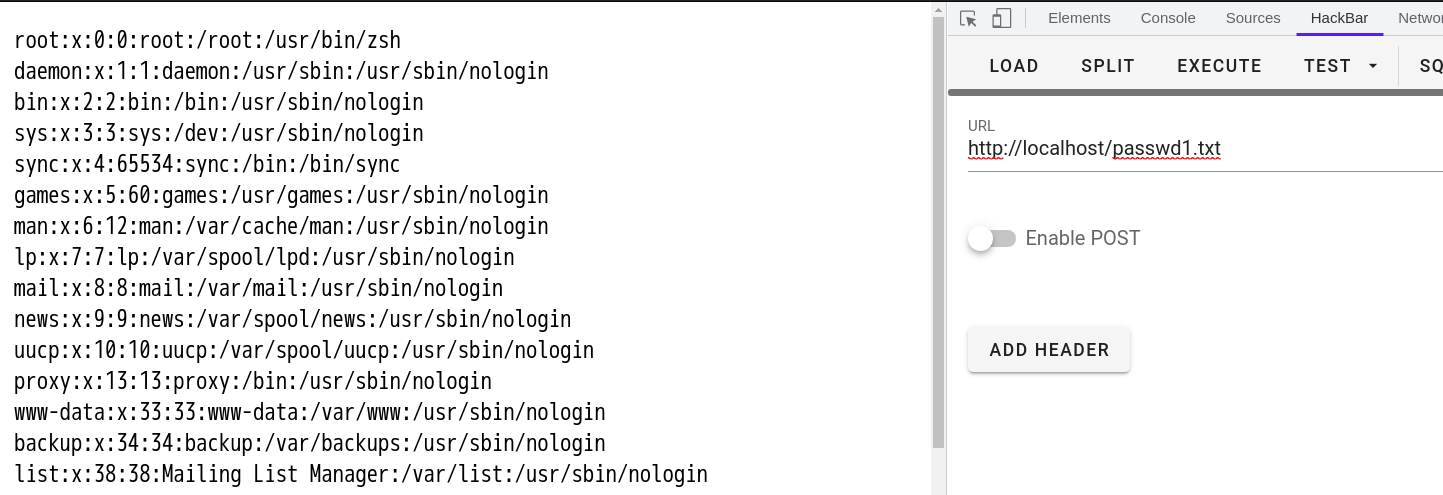 root:x:0:0:root:/root:/usr/bin/zsh
daemon:x:1:1:daemon:/usr/sbin:/usr/sbin/nologin
bin:x:2:2:bin:/bin:/usr/sbin/nologin
sys:x:3:3:sys:/dev:/usr/sbin/nologin
sync:x:4:65534:sync:/bin:/bin/sync
games:x:5:60:games:/usr/games:/usr/sbin/nologin
man:x:6:12:man:/var/cache/man:/usr/sbin/nologin
lp:x:7:7:lp:/var/spool/lpd:/usr/sbin/nologin
mail:x:8:8:mail:/var/mail:/usr/sbin/nologin
news:x:9:9:news:/var/spool/news:/usr/sbin/nologin
uucp:x:10:10:uucp:/var/spool/uucp:/usr/sbin/nologin
proxy:x:13:13:proxy:/bin:/usr/sbin/nologin
www-data:x:33:33:www-data:/var/www:/usr/sbin/nologin
backup:x:34:34:backup:/var/backups:/usr/sbin/nologin
list:x:38:38:Mailing List Manager:/var/list:/usr/sbin/nologin
Elements Console Sources HackBar Networ
LOAD SPLIT EXECUTE TEST SQ
URL
http://localhost/passwd1.txt
Enable POST
ADD HEADER